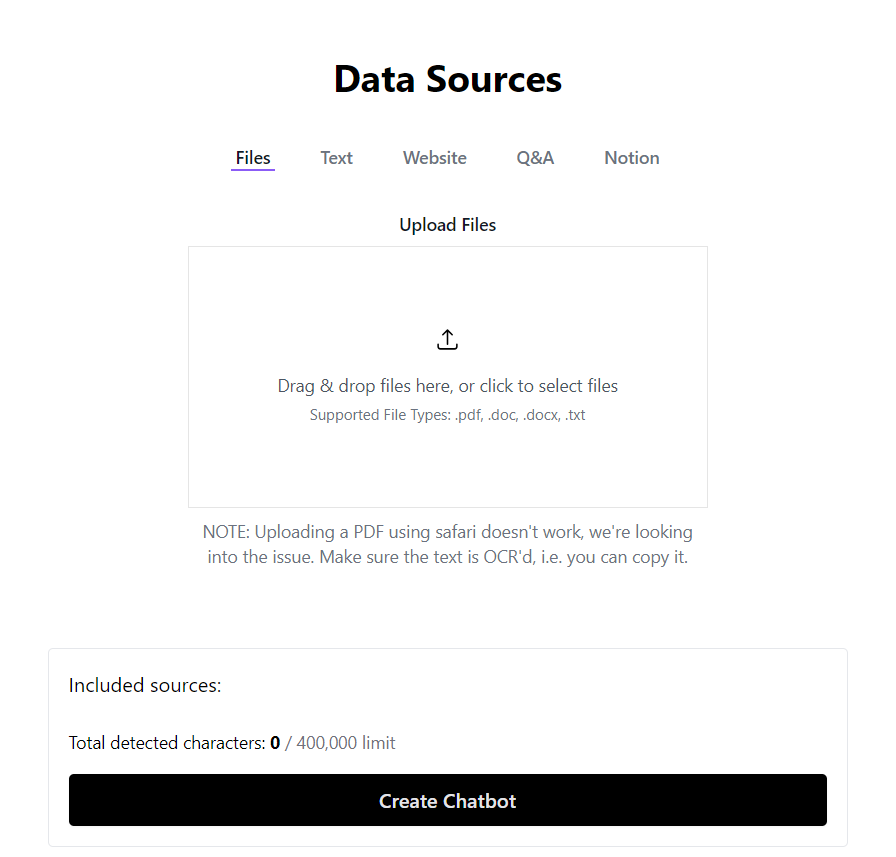 Data Sources
Files Text Website Q&A Notion
Upload Files
Drag & drop files here, or click to select files
Supported File Types: .pdf, .doc, .docx, .txt
NOTE: Uploading a PDF using safari doesn't work, we're looking
into the issue. Make sure the text is OCR'd, i.e. you can copy it.
Included sources:
Total detected characters: 0 / 400,000 limit
Create Chatbot